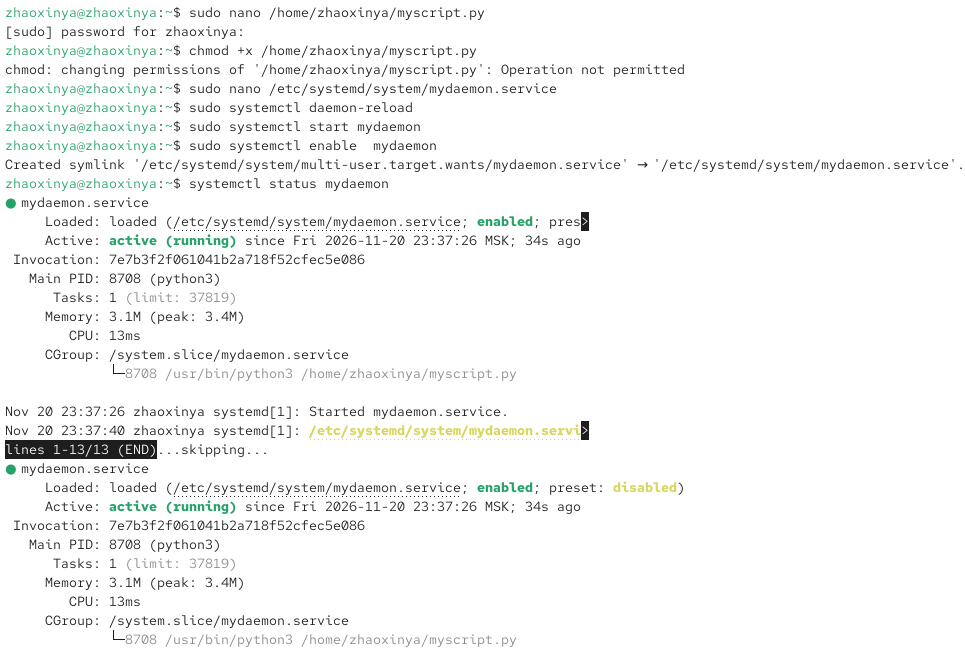 zhaoxinya@zhaoxinya:~$ sudo nano /home/zhaoxinya/myscript.py
[sudo] password for zhaoxinya:
zhaoxinya@zhaoxinya:~$ chmod +x /home/zhaoxinya/myscript.py
chmod: changing permissions of '/home/zhaoxinya/myscript.py': Operation not permitted
zhaoxinya@zhaoxinya:~$ sudo nano /etc/systemd/system/mydaemon.service
zhaoxinya@zhaoxinya:~$ sudo systemctl daemon-reload
zhaoxinya@zhaoxinya:~$ sudo systemctl start mydaemon
zhaoxinya@zhaoxinya:~$ sudo systemctl enable  mydaemon
Created symlink '/etc/systemd/system/multi-user.target.wants/mydaemon.service' → '/etc/systemd/system/mydaemon.service'.
zhaoxinya@zhaoxinya:~$ systemctl status mydaemon
● mydaemon.service
     Loaded: loaded (/etc/systemd/system/mydaemon.service; enabled; pres>
     Active: active (running) since Fri 2026-11-20 23:37:26 MSK; 34s ago
 Invocation: 7e7b3f2f061041b2a718f52cfec5e086
   Main PID: 8708 (python3)
      Tasks: 1 (limit: 37819)
     Memory: 3.1M (peak: 3.4M)
        CPU: 13ms
     CGroup: /system.slice/mydaemon.service
             └─8708 /usr/bin/python3 /home/zhaoxinya/myscript.py

Nov 20 23:37:26 zhaoxinya systemd[1]: Started mydaemon.service.
Nov 20 23:37:40 zhaoxinya systemd[1]: /etc/systemd/system/mydaemon.servi>
lines 1-13/13 (END)...skipping...
● mydaemon.service
     Loaded: loaded (/etc/systemd/system/mydaemon.service; enabled; preset: disabled)
     Active: active (running) since Fri 2026-11-20 23:37:26 MSK; 34s ago
 Invocation: 7e7b3f2f061041b2a718f52cfec5e086
   Main PID: 8708 (python3)
      Tasks: 1 (limit: 37819)
     Memory: 3.1M (peak: 3.4M)
        CPU: 13ms
     CGroup: /system.slice/mydaemon.service
             └─8708 /usr/bin/python3 /home/zhaoxinya/myscript.py